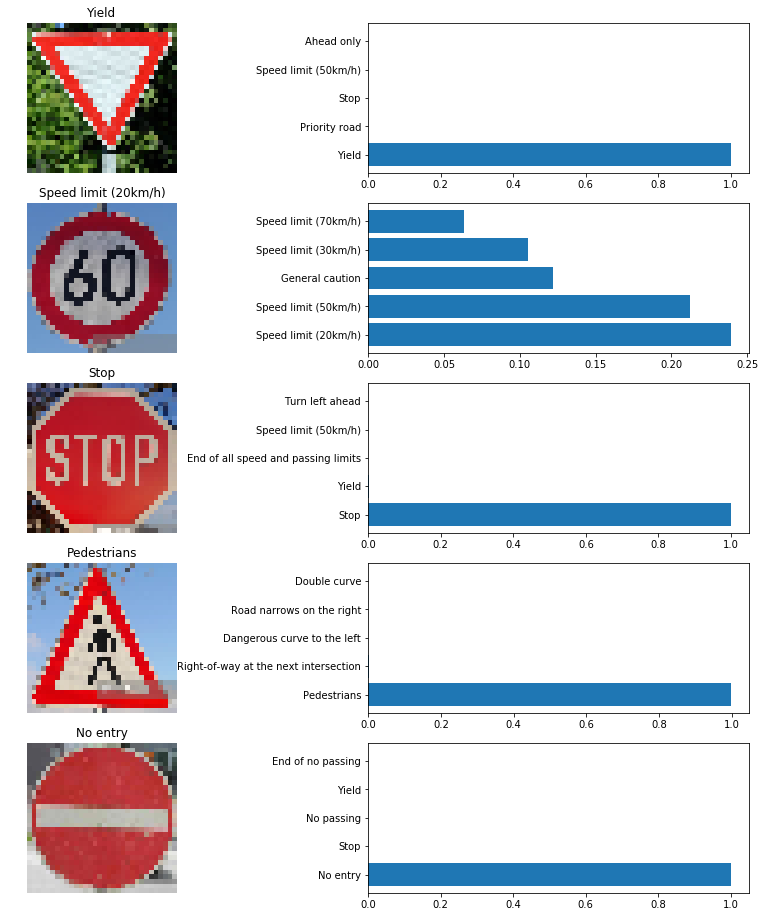 Yield
Ahead only
Speed limit (50km/h)
Stop
Priority road
Yield
0.0 0.2 0.4 0.6 0.8 1.0
Speed limit (20km/h)
60
Speed limit (70km/h)
Speed limit (30km/h)
General caution
Speed limit (50km/h)
Speed limit (20km/h)
0.00 0.05 0.10 0.15 0.20 0.25
Stop
STOP
Turn left ahead
Speed limit (50km/h)
End of all speed and passing limits
Yield
Stop
0.0 0.2 0.4 0.6 0.8 1.0
Pedestrians
Double curve
Road narrows on the right
Dangerous curve to the left
Right-of-way at the next intersection
Pedestrians
0.0 0.2 0.4 0.6 0.8 1.0
No entry
End of no passing
Yield
No passing
Stop
No entry
0.0 0.2 0.4 0.6 0.8 1.0